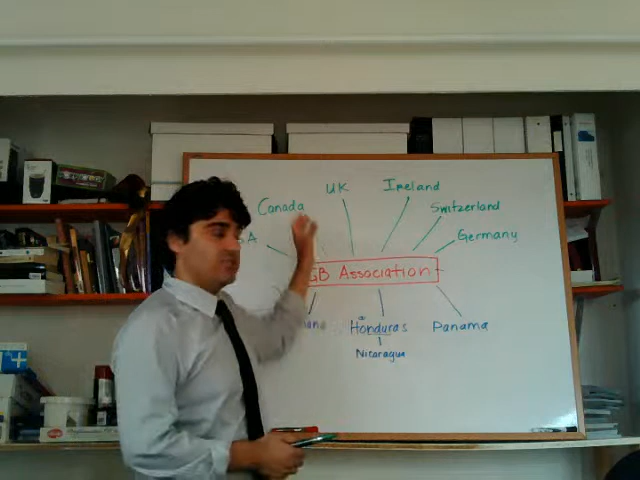 UK
Ireland
Canada
Switzerland
Germany
GB Association
Honduras
Panama
Nicaragua